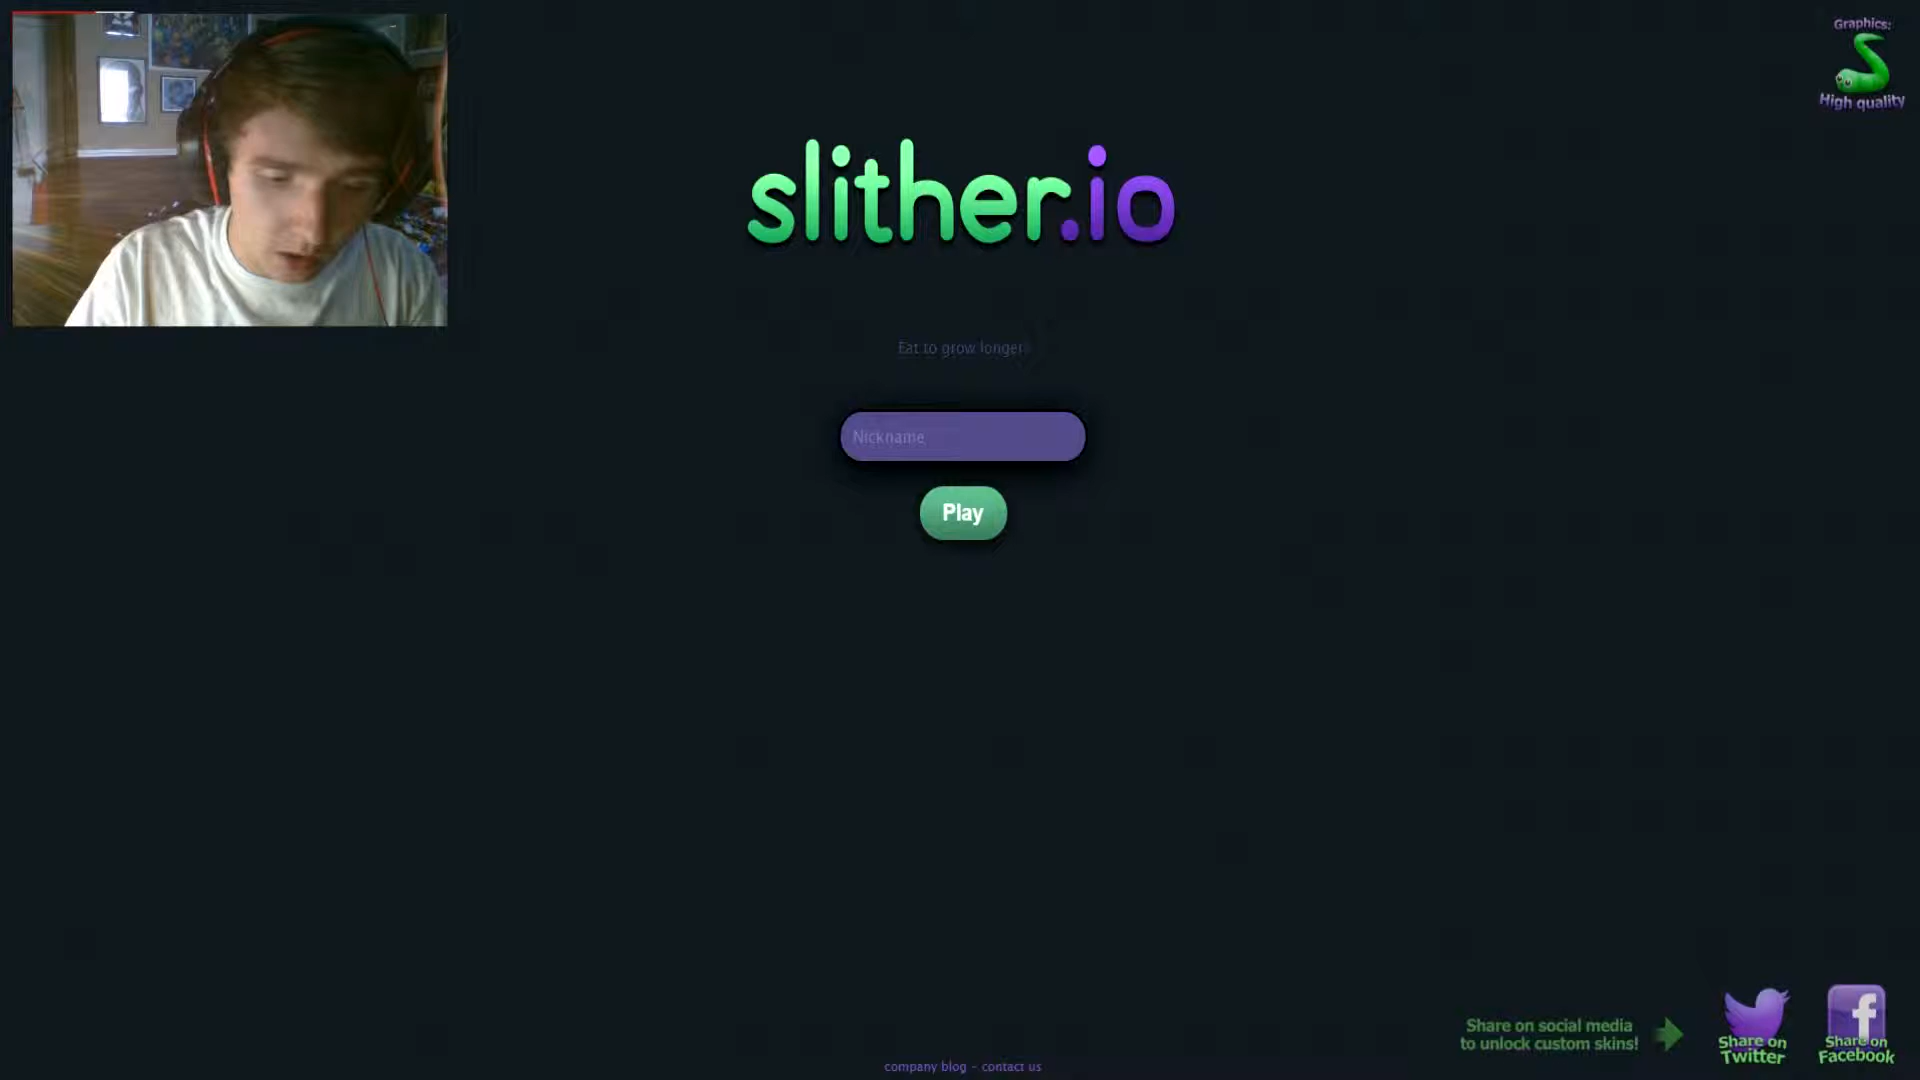 Graphics:
High quality
slither.io
Eat to grow longer
Nickname
Play
Share on social media
to unlock custom skins!
Share on
Twitter
Share on
Facebook
company blog - contact us